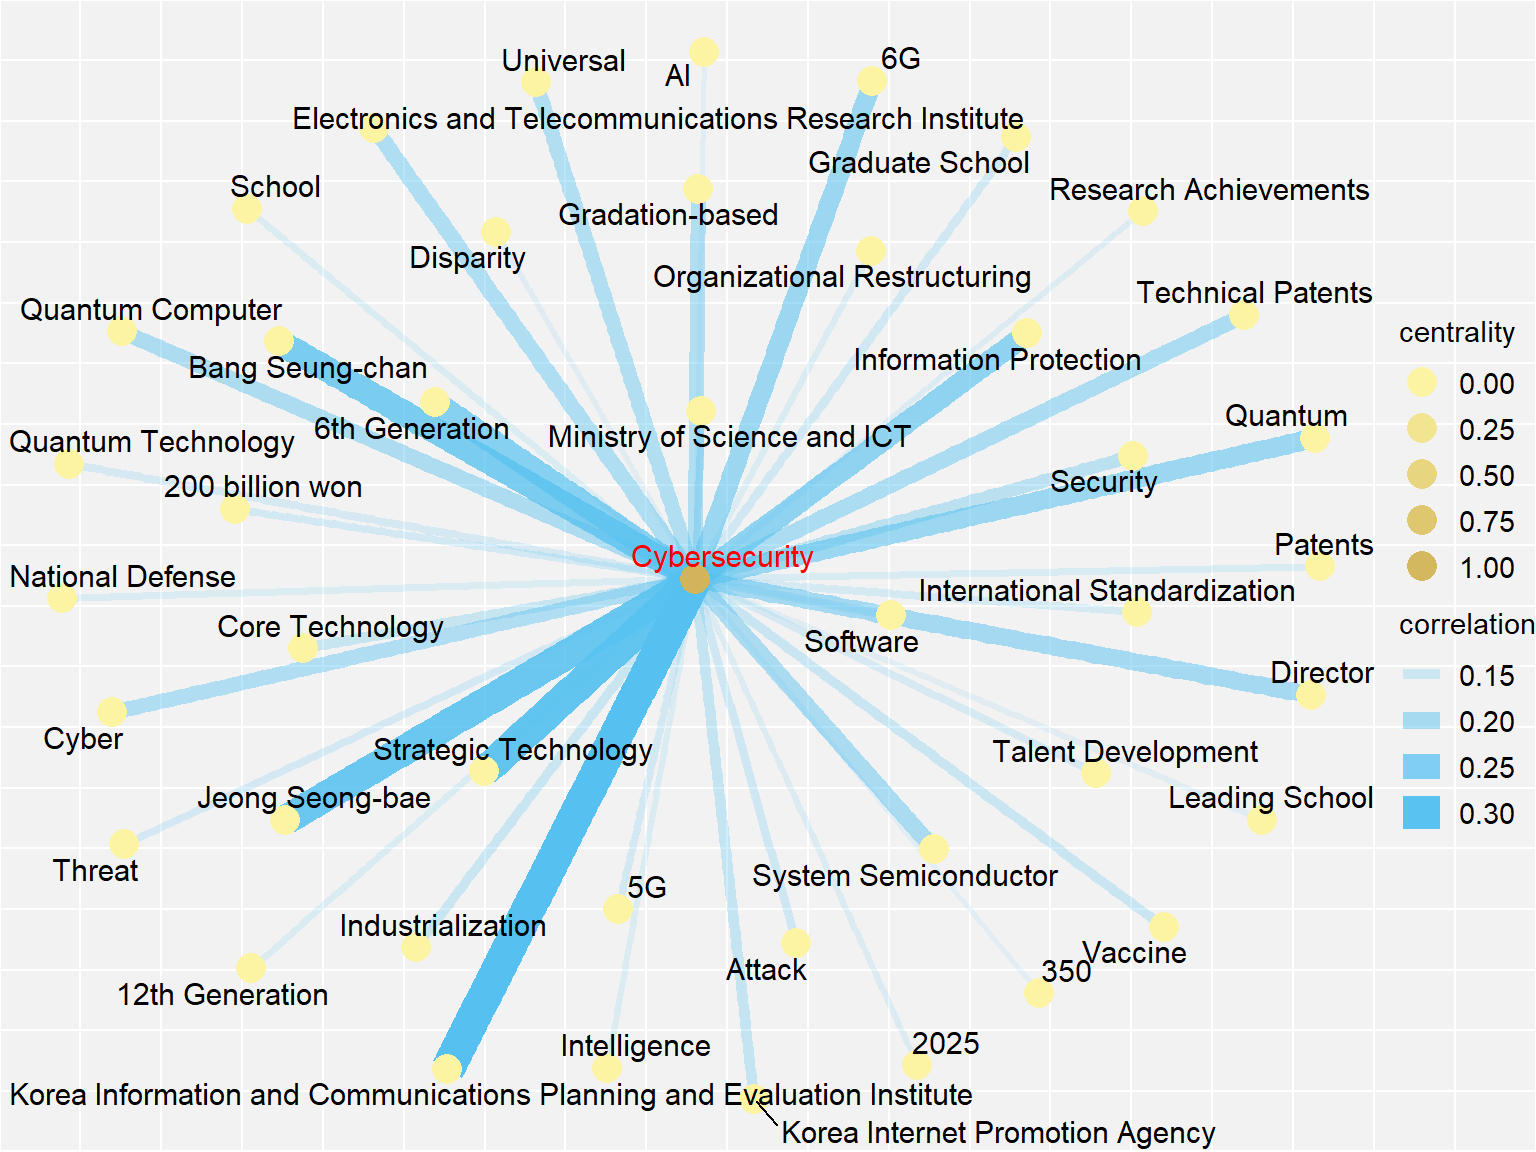 Universal
AI
6G
Electronics and Telecommunications Research Institute
Graduate School
School
Research Achievements
Gradation-based
Disparity
Organizational Restructuring
Technical Patents
Quantum Computer
centrality
Bang Seung-chan
Information Protection
0.00
Quantum
6th Generation
0.25
Quantum Technology
Ministry of Science and ICT
0.50
200 billion won
Security
0.75
Cybersecurity
Patents
1.00
National Defense
International Standardization
Core Technology
Software
correlation
Director
0.15
0.20
Cyber
Strategic Technology
Talent Development
0.25
Jeong Seong-bae
Leading School
0.30
Threat
System Semiconductor
5G
Industrialization
Vaccine
Attack
350
12th Generation
Intelligence
2025
Korea Information and Communications Planning and Evaluation Institute
Korea Internet Promotion Agency